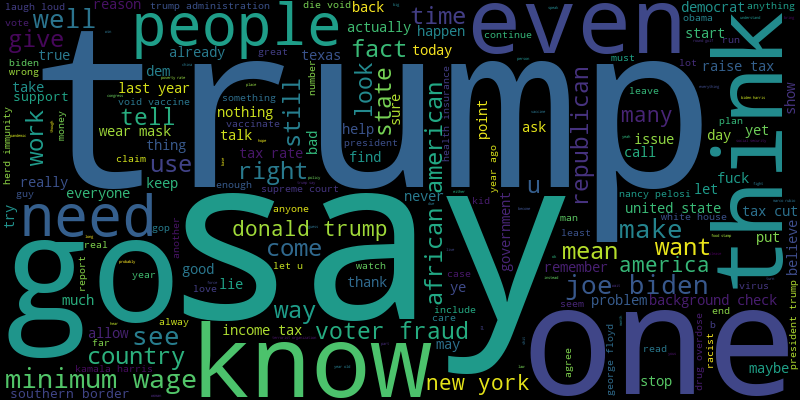 laugh loud
reason
trump administration
die void
back
time
democrat
anything
vote
well
people
even
obama
give
great
actually
happen
continue
start
run
true
already
texas
fact
today
must
lot
raise tax
biden
wrong
dem
trump
think
take
support
last year
something
number
look
state
sure
leave
show
void vaccine
nothing
still
health insurance
american
point
republican
many
plan
money
tell
vaccinate
bad
help
president
ask
issue
day
yet
herd immunity
work
wear mask
talk
claim
thing
use
tax rate
right
find
year ago
call
really
everyone
keep
enough
supreme court
never
u
fuck
nancy pelosi
let
guy
kid
united state
tax cut
try
need
gop
anyone
say
african
man
white house
donald trump
least
make
put
believe
another
real
come
let u
government
mean
want
go
see
good
lie
watch
case
remember
america
report
year
love
thank
ye
joe biden
virus
much
way
include
seem
problem
background check
allow
alway
income tax
voter fraud
care
one
end
president trump
far
country
know
may
agree
george floyd
read
drug overdose
racist
b
kamala harris
minimum wage
new york
stop
maybe
southern border